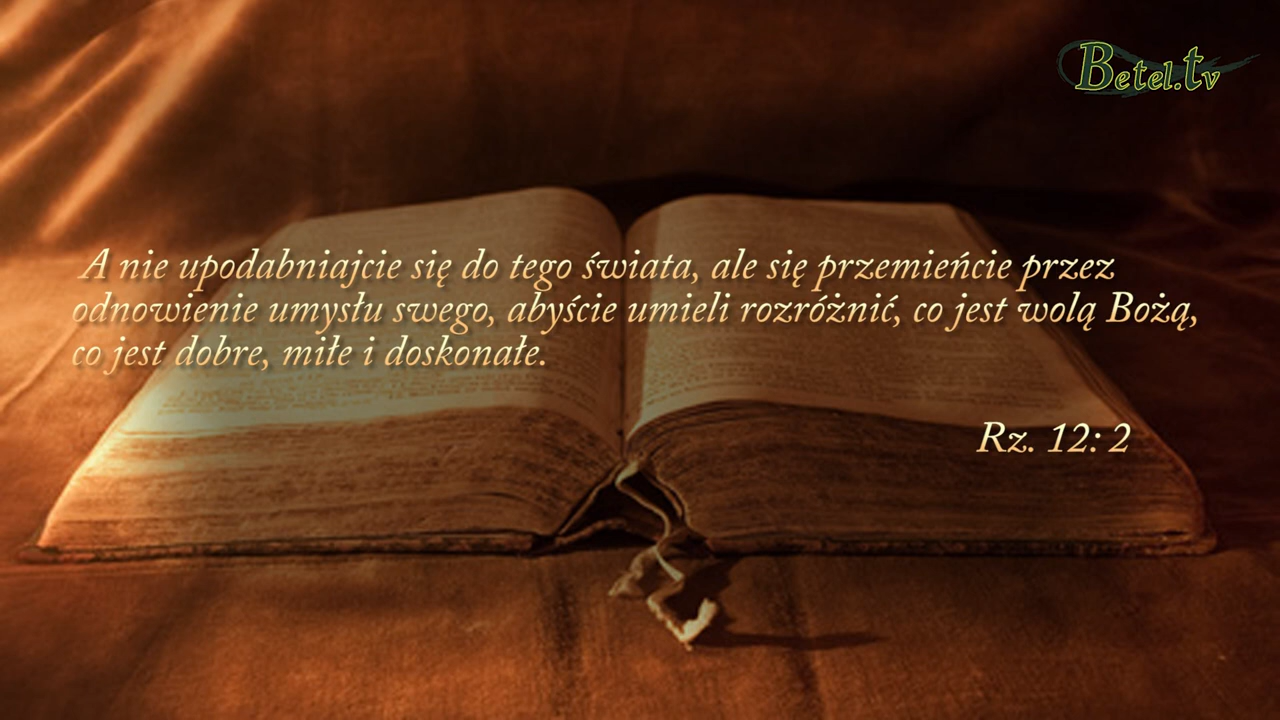 Betel.tv
A nie upodabniajcie się do tego świata, ale się przemieńcie przez
odnowienie umysłu swego, abyście umieli rozróżnić, co jest wolą Bożą,
co jest dobre, miłe i doskonałe.
Rz. 12: 2